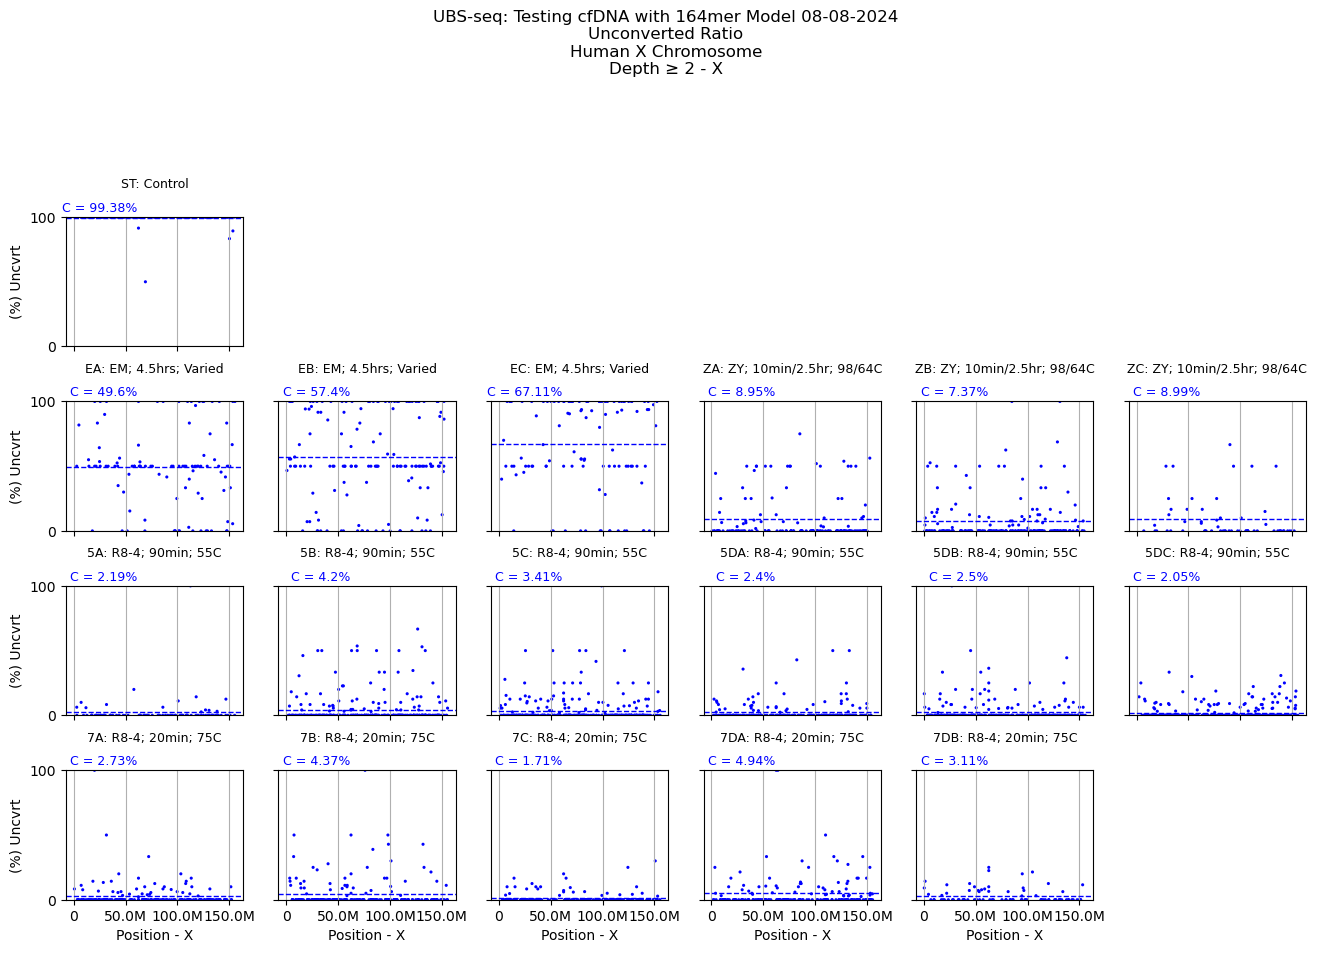 UBS-seq: Testing cfDNA with 164mer Model 08-08-2024
Unconverted Ratio
Human X Chromosome
Depth ≥ 2 - X
ST: Control
C = 99.38%
100
(%) Uncvrt
0
EA: EM; 4.5hrs; Varied
EB: EM; 4.5hrs; Varied
EC: EM; 4.5hrs; Varied
ZA: ZY; 10min/2.5hr; 98/64C
ZB: ZY; 10min/2.5hr; 98/64C
ZC: ZY; 10min/2.5hr; 98/64C
C = 49.6%
C = 57.4%
C = 67.11%
C = 8.95%
C = 7.37%
C = 8.99%
100
(%) Uncvrt
0
5A: R8-4; 90min; 55C
5B: R8-4; 90min; 55C
5C: R8-4; 90min; 55C
5DA: R8-4; 90min; 55C
5DB: R8-4; 90min; 55C
5DC: R8-4; 90min; 55C
C = 2.19%
C = 4.2%
C = 3.41%
C = 2.4%
C = 2.5%
C = 2.05%
100
(%) Uncvrt
0
7A: R8-4; 20min; 75C
7B: R8-4; 20min; 75C
7C: R8-4; 20min; 75C
7DA: R8-4; 20min; 75C
7DB: R8-4; 20min; 75C
C = 2.73%
C = 4.37%
C = 1.71%
C = 4.94%
C = 3.11%
100
(%) Uncvrt
0
0 50.0M 100.0M 150.0M
0 50.0M 100.0M 150.0M
0 50.0M 100.0M 150.0M
0 50.0M 100.0M 150.0M
0 50.0M 100.0M 150.0M
Position - X
Position - X
Position - X
Position - X
Position - X